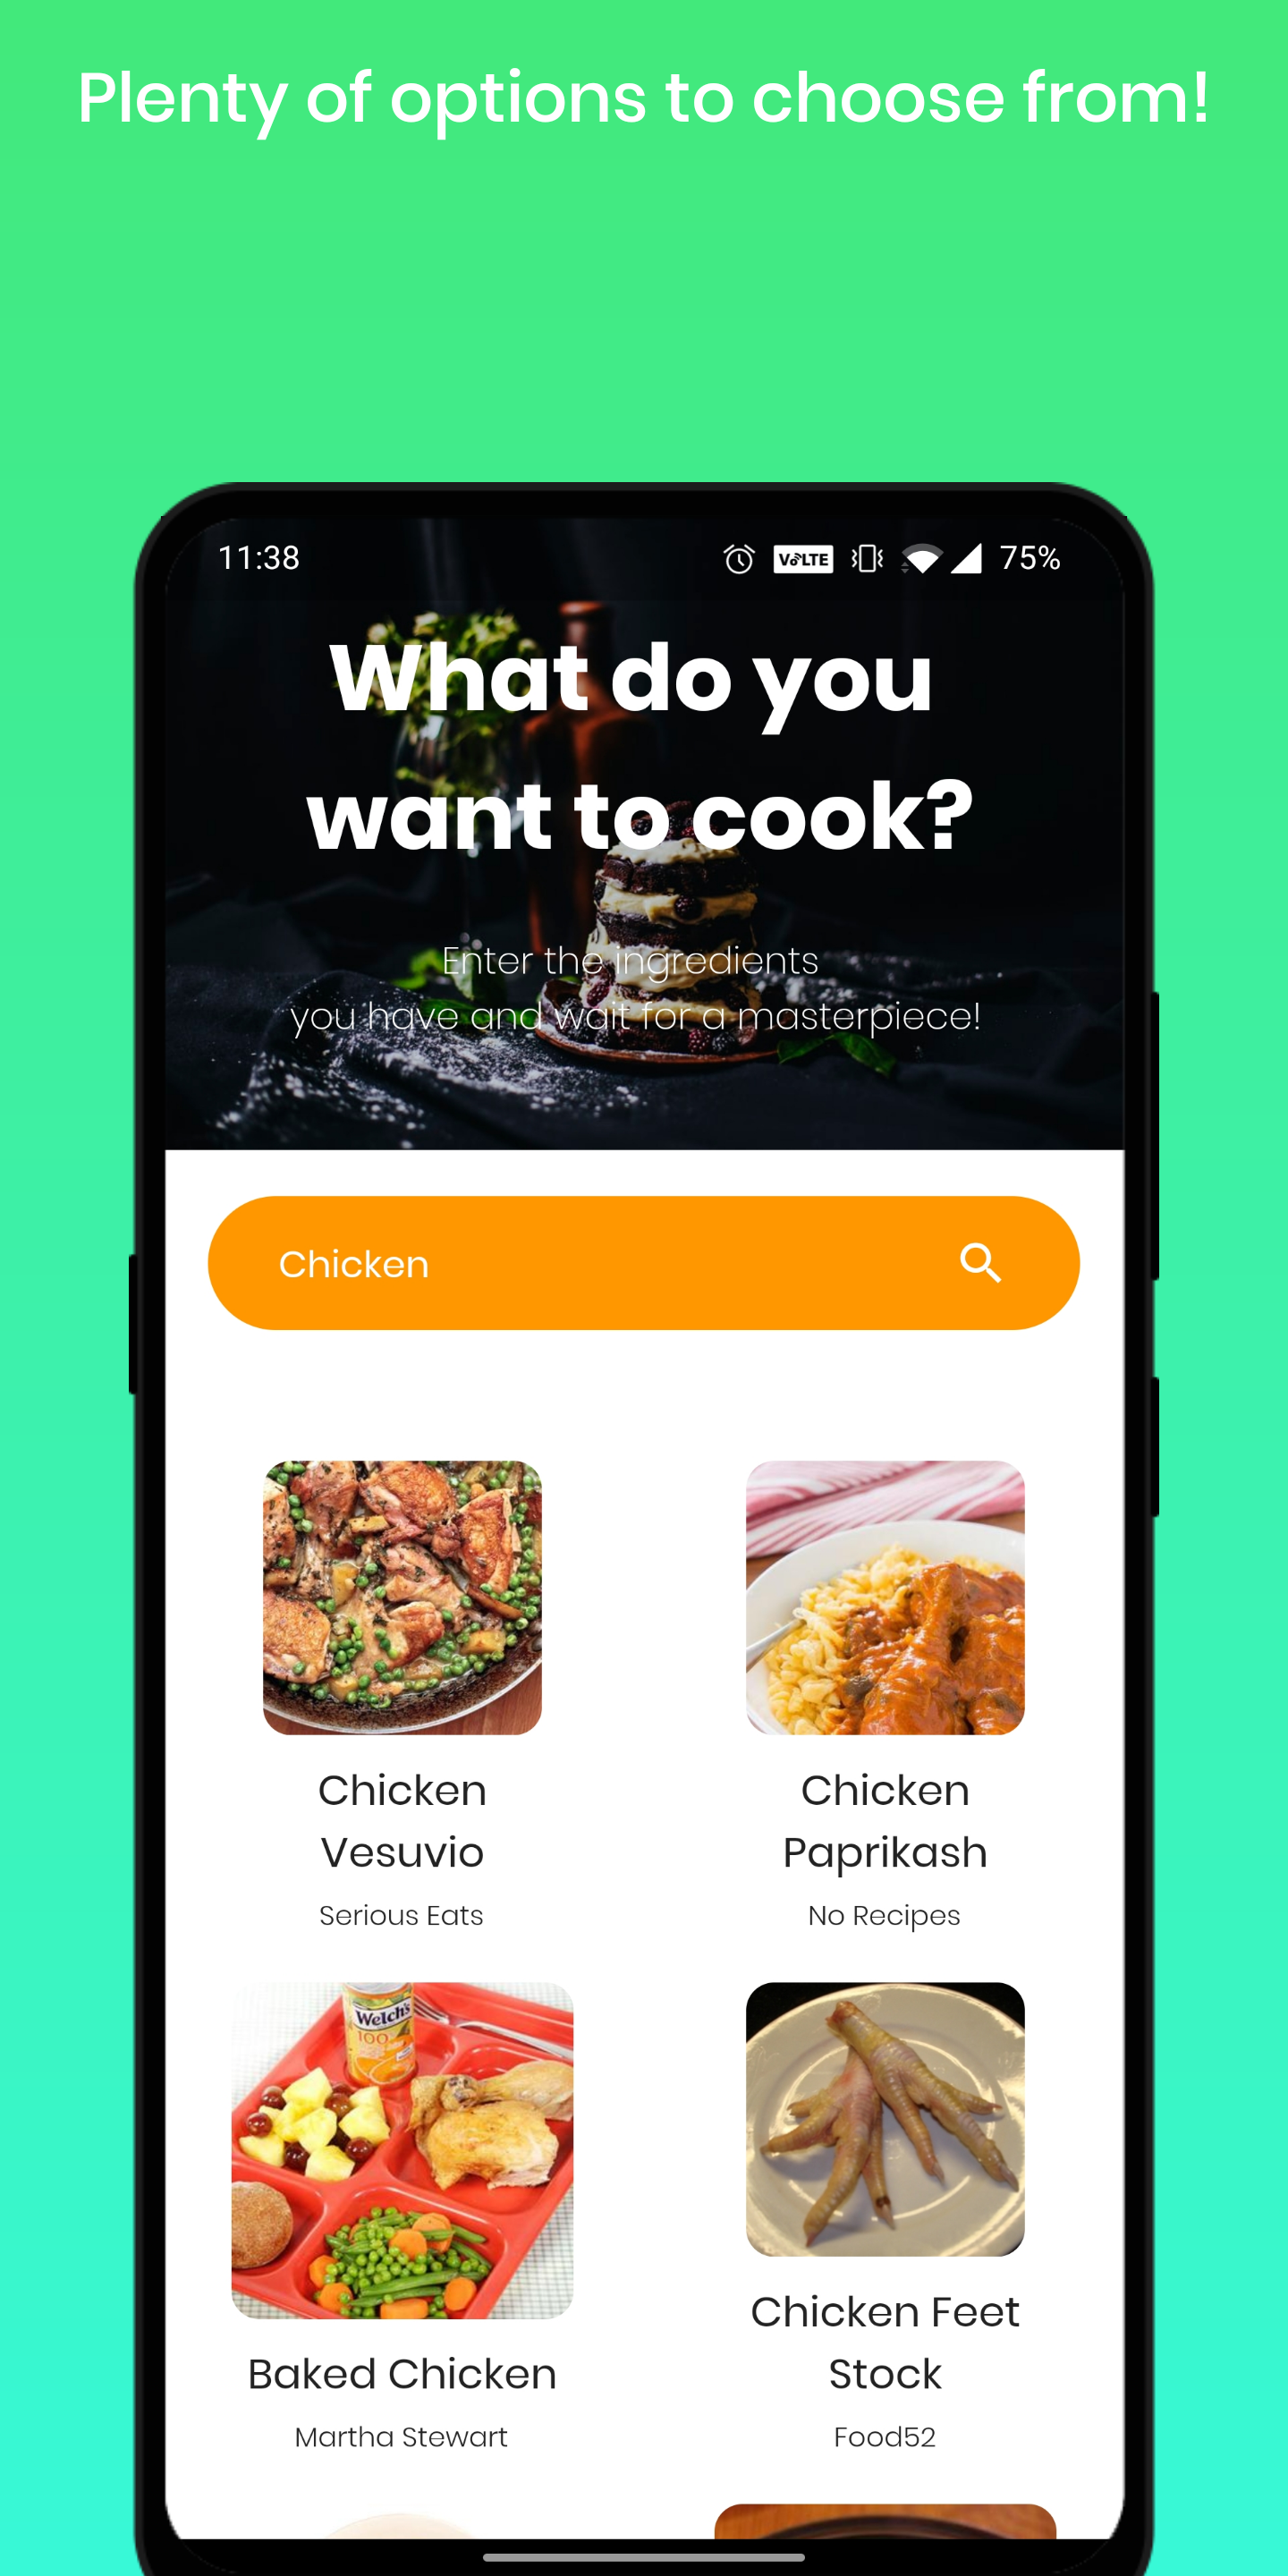 Plenty of options to choose from!
11:38
VoLTE
75%
What do you
want to cook?
Enter the ingredients
you have and wait for a masterpiece!
Chicken
Chicken
Vesuvio
Serious Eats
Chicken
Paprikash
No Recipes
Welch's
100
Baked Chicken
Martha Stewart
Chicken Feet
Stock
Food52